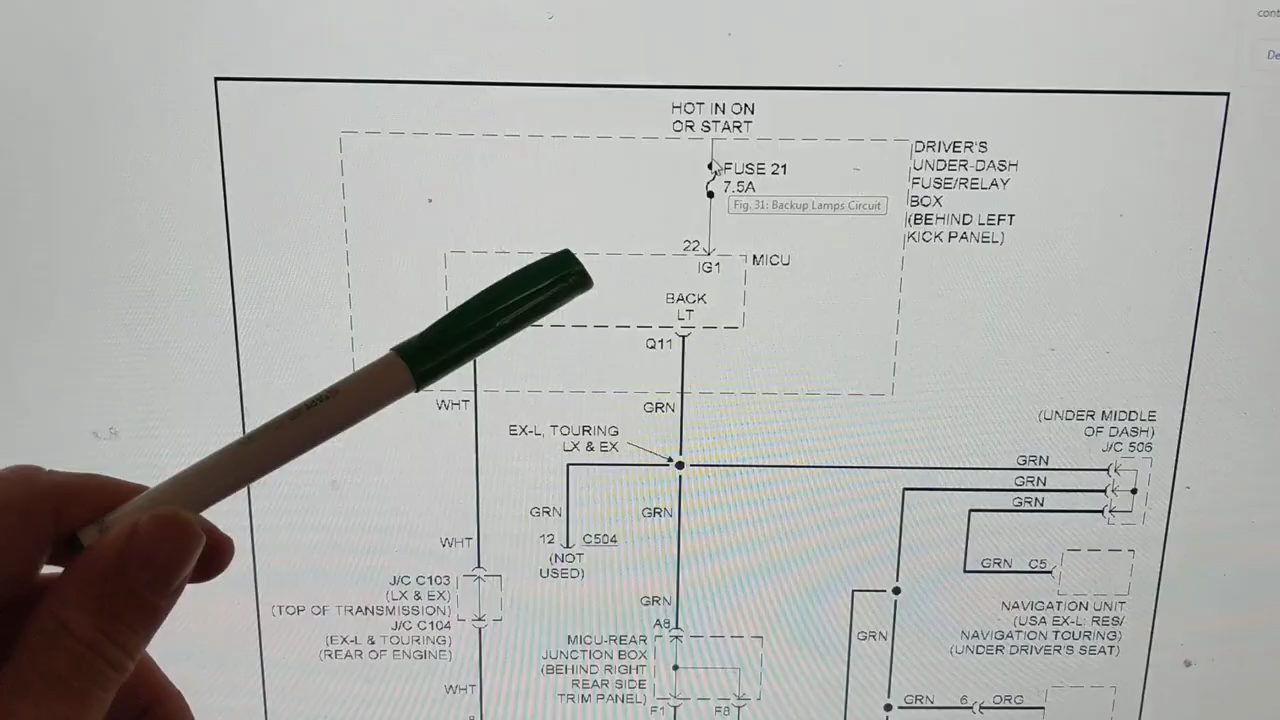 cont
De
HOT IN ON
OR START
DRIVER'S
UNDER-DASH
FUSE/RELAY
BOX
(BEHIND LEFT
KICK PANEL)
FUSE 21
7.5A
Fig. 31: Backup Lamps Circuit
22
IG1
MICU
BACK
LT
Q11
WHT
GRN
EX-L, TOURING
LX & EX
(UNDER MIDDLE
OF DASH)
J/C 506
GRN
GRN
GRN
GRN
GRN
12
C504
(NOT
USED)
WHT
GRN C5
J/C C103
(LX & EX)
(TOP OF TRANSMISSION)
J/C C104
(EX-L & TOURING)
(REAR OF ENGINE)
GRN
A8
MICU-REAR
JUNCTION BOX
(BEHIND RIGHT
REAR SIDE
TRIM PANEL)
NAVIGATION UNIT
(USA EX-L: RES/
NAVIGATION TOURING)
(UNDER DRIVER'S SEAT)
GRN
WHT
F1
F8
GRN 6 ORG